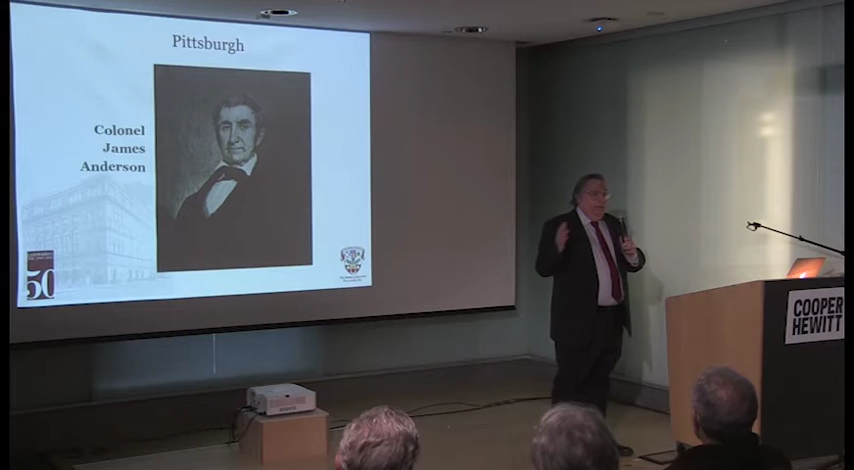 Pittsburgh
Colonel
James
Anderson
50
COOPER
HEWITT